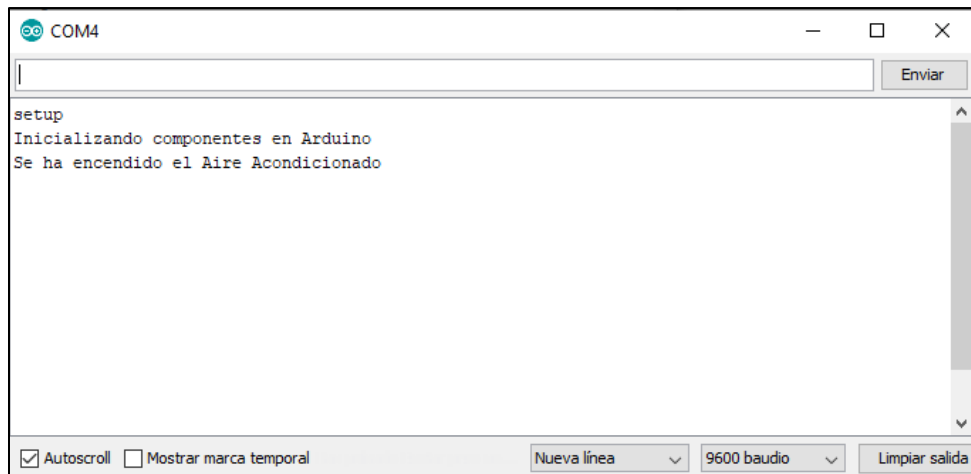 COM4
Enviar
setup
Inicializando componentes en Arduino
Se ha encendido el Aire Acondicionado
Autoscroll Mostrar marca temporal Nueva línea 9600 baudio Limpiar salida